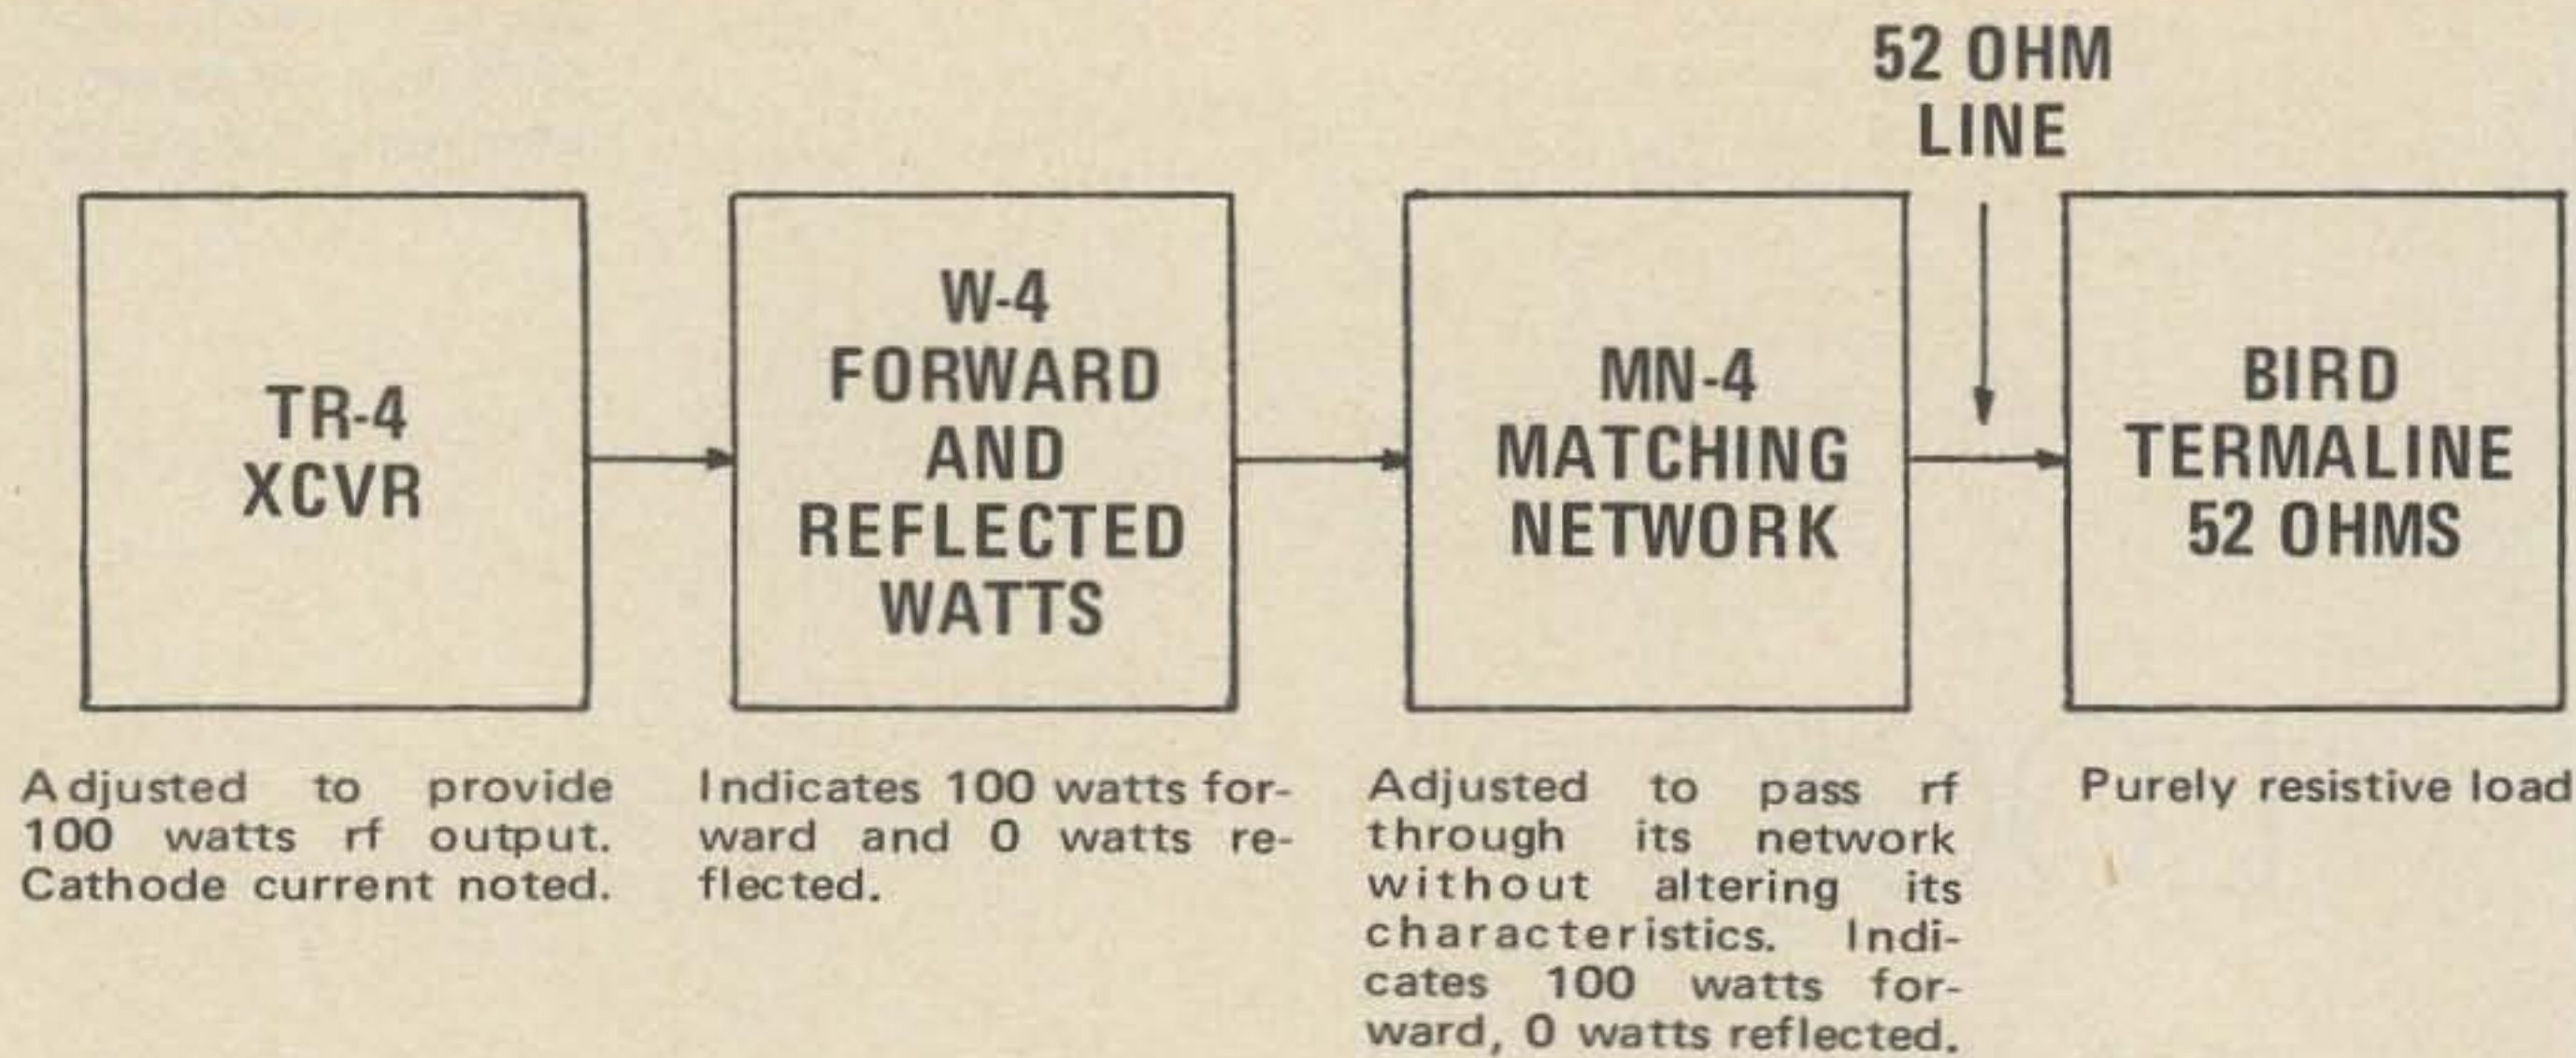 52 OHM
LINE
TR-4
XCVR
W-4
FORWARD
AND
REFLECTED
WATTS
MN-4
MATCHING
NETWORK
BIRD
TERMALINE
52 OHMS
Adjusted to provide
100 watts rf output.
Cathode current noted.
Indicates 100 watts for-
ward and 0 watts re-
flected.
Adjusted to pass rf
through its network
without altering its
characteristics. Indi-
cates 100 watts for-
ward, 0 watts reflected.
Purely resistive load